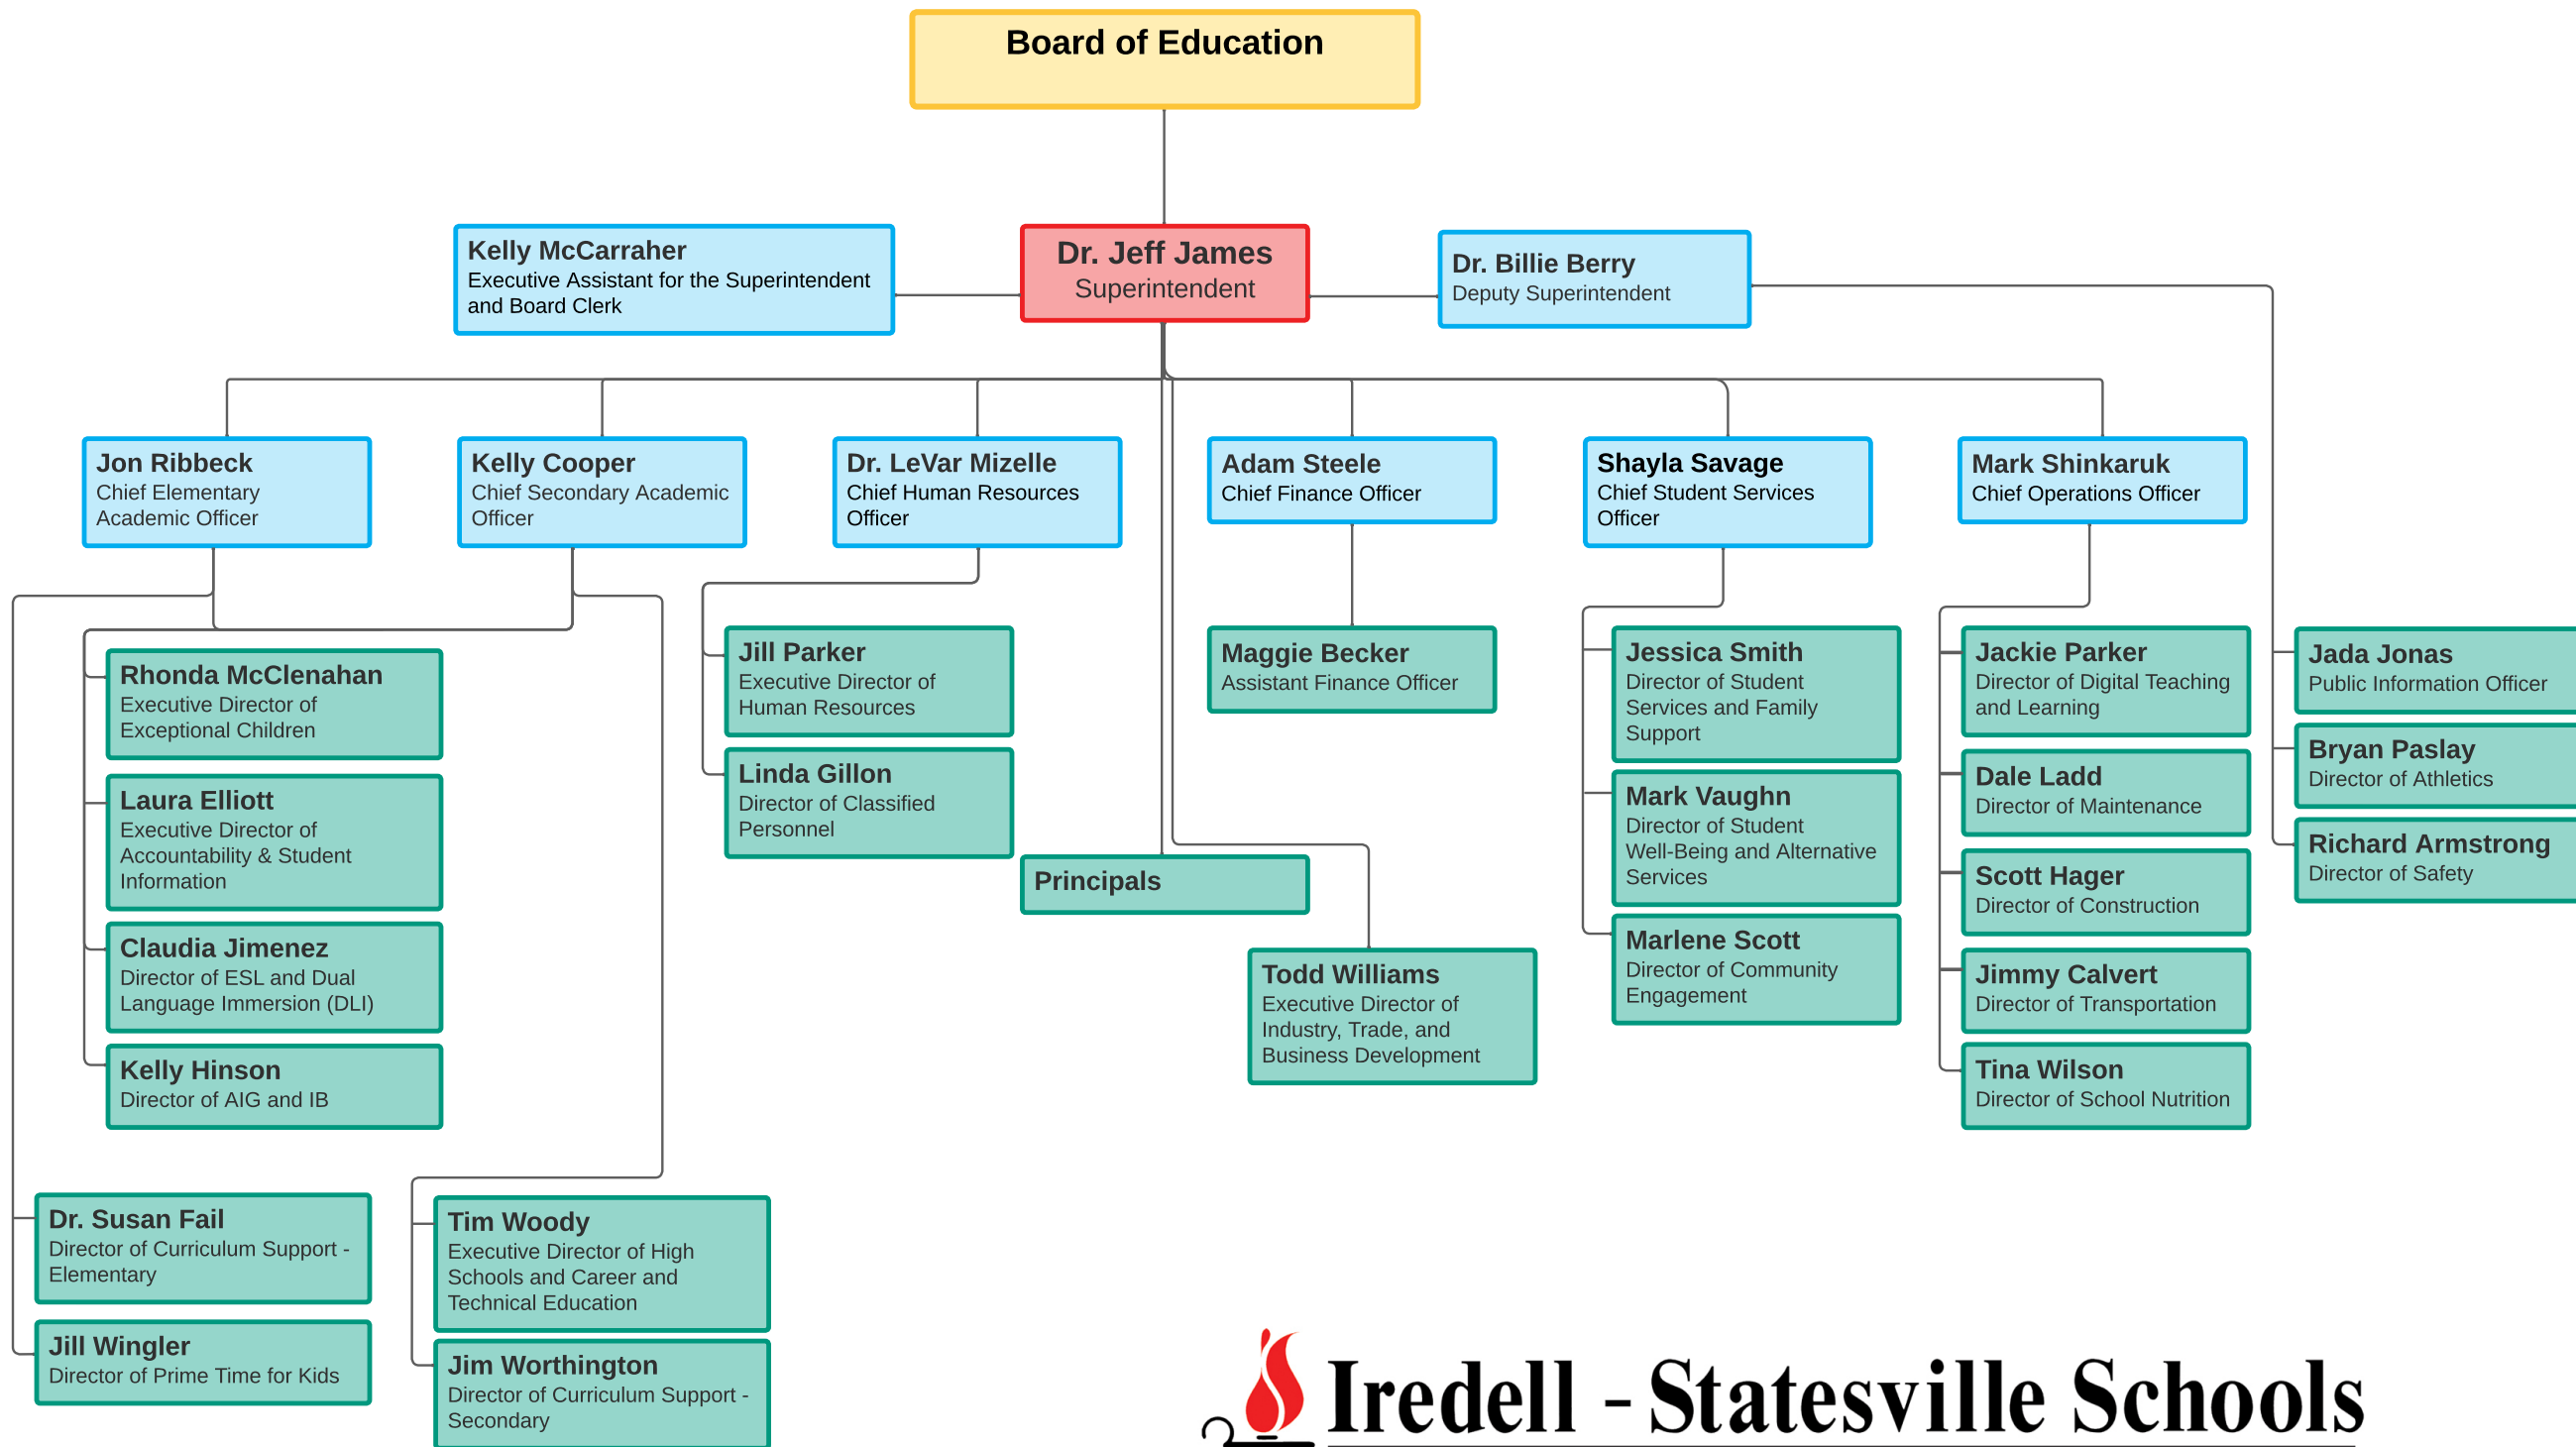 Board of Education
Kelly McCarraher
Executive Assistant for the Superintendent
and Board Clerk
Dr. Jeff James
Superintendent
Dr. Billie Berry
Deputy Superintendent
Jon Ribbeck
Chief Elementary
Academic Officer
Kelly Cooper
Chief Secondary Academic
Officer
Dr. LeVar Mizelle
Chief Human Resources
Officer
Adam Steele
Chief Finance Officer
Shayla Savage
Chief Student Services
Officer
Mark Shinkaruk
Chief Operations Officer
Rhonda McClenahan
Executive Director of
Exceptional Children
Laura Elliott
Executive Director of
Accountability & Student
Information
Claudia Jimenez
Director of ESL and Dual
Language Immersion (DLI)
Kelly Hinson
Director of AIG and IB
Dr. Susan Fail
Director of Curriculum Support -
Elementary
Jill Wingler
Director of Prime Time for Kids
Tim Woody
Executive Director of High
Schools and Career and
Technical Education
Jim Worthington
Director of Curriculum Support -
Secondary
Jill Parker
Executive Director of
Human Resources
Linda Gillon
Director of Classified
Personnel
Principals
Maggie Becker
Assistant Finance Officer
Todd Williams
Executive Director of
Industry, Trade, and
Business Development
Jessica Smith
Director of Student
Services and Family
Support
Mark Vaughn
Director of Student
Well-Being and Alternative
Services
Marlene Scott
Director of Community
Engagement
Jackie Parker
Director of Digital Teaching
and Learning
Dale Ladd
Director of Maintenance
Scott Hager
Director of Construction
Jimmy Calvert
Director of Transportation
Tina Wilson
Director of School Nutrition
Jada Jonas
Public Information Officer
Bryan Paslay
Director of Athletics
Richard Armstrong
Director of Safety
Iredell - Statesville Schools